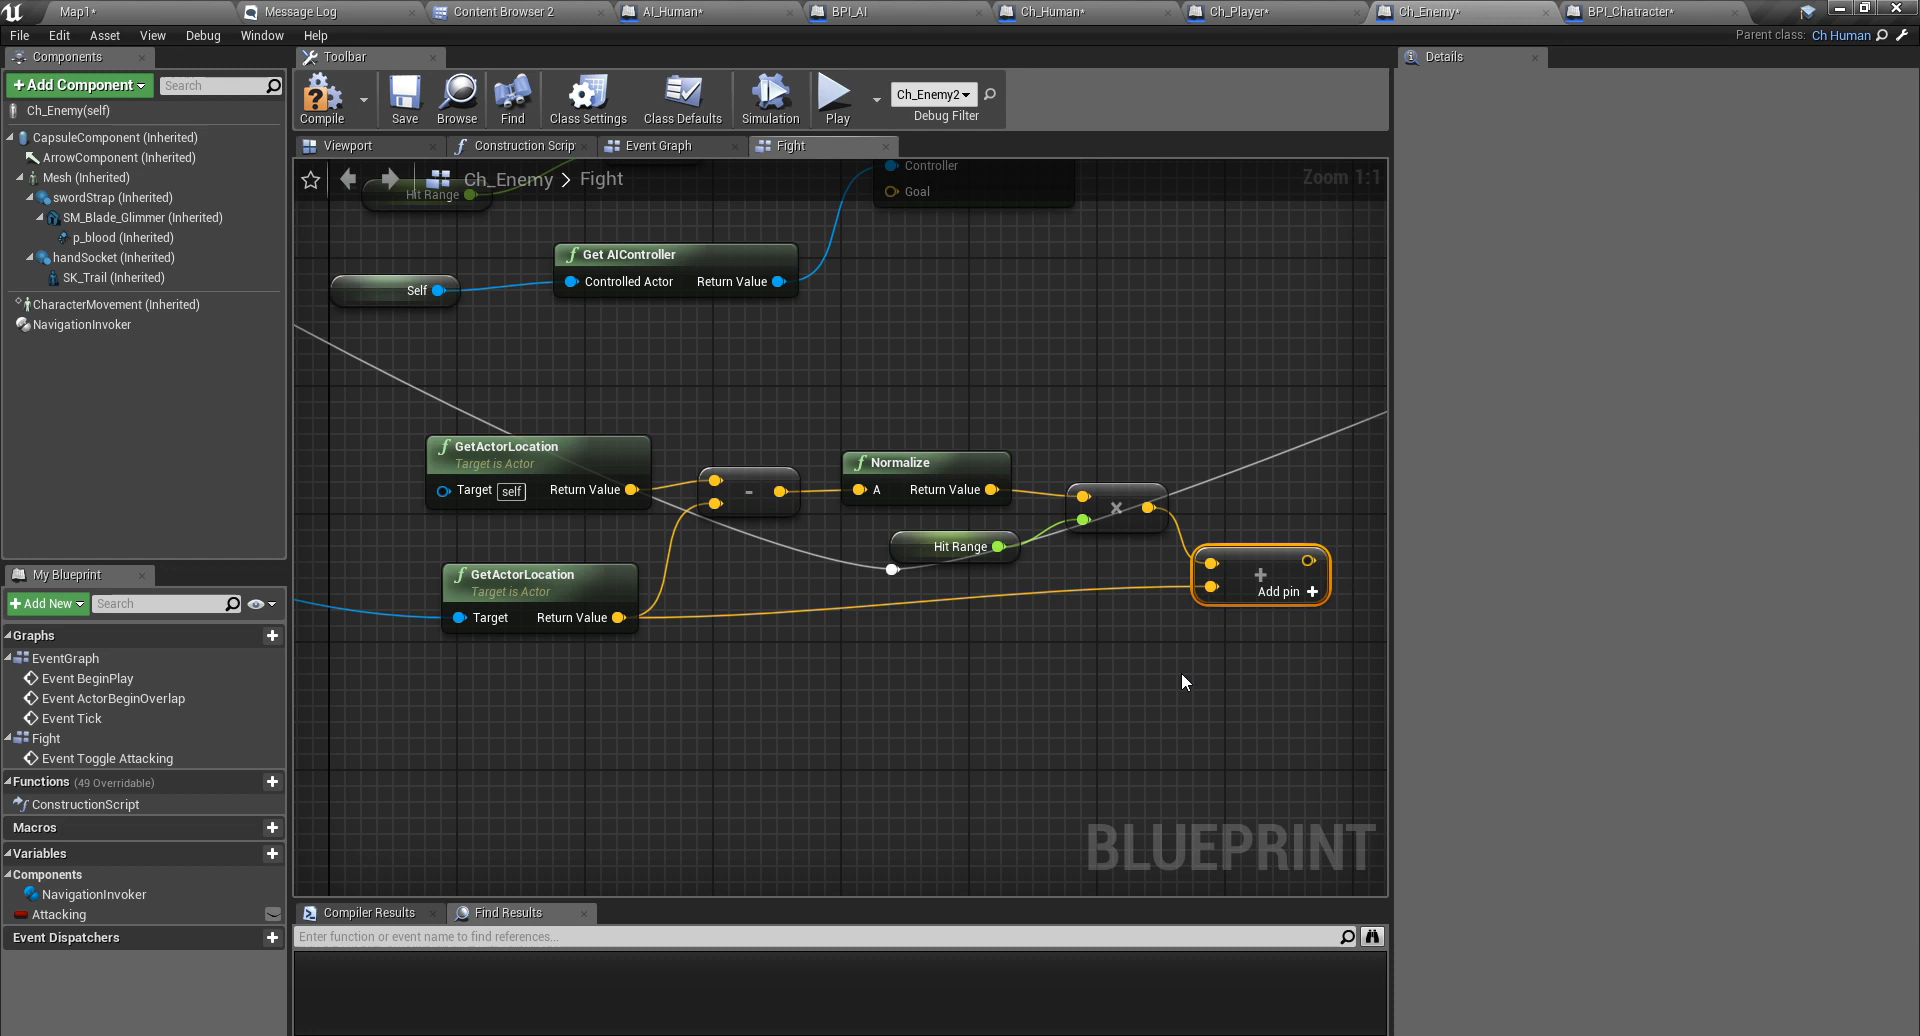 Map1*
Message Log
Content Browser 2
AI_Human*
BPI_AI
Ch_Human*
Ch_Player*
Ch_Enemy*
BPI_Chatracter*
File Edit Asset View Debug Window Help
Parent class: Ch Human
Components
Toolbar
Details
+Add Component
Search
Ch_Enemy(self)
CapsuleComponent (Inherited)
ArrowComponent (Inherited)
Mesh (Inherited)
swordStrap (Inherited)
SM_Blade_Glimmer (Inherited)
p_blood (Inherited)
handSocket (Inherited)
SK_Trail (Inherited)
CharacterMovement (Inherited)
NavigationInvoker
Compile
Save
Browse
Find
Class Settings
Class Defaults
Simulation
Play
Ch_Enemy2
Debug Filter
Viewport
Construction Scrip
Event Graph
Fight
Ch_Enemy > Fight
Zoom 1:1
Controller
Goal
Hit Range
Get AIController
Controlled Actor Return Value
Self
GetActorLocation
Target is Actor
Target self Return Value
-
Normalize
A Return Value
×
Hit Range
GetActorLocation
Target is Actor
Target Return Value
+
Add pin +
BLUEPRINT
My Blueprint
+Add New
Search
Graphs
EventGraph
Event BeginPlay
Event ActorBeginOverlap
Event Tick
Fight
Event Toggle Attacking
Functions (49 Overridable)
ConstructionScript
Macros
Variables
Components
NavigationInvoker
Attacking
Event Dispatchers
Compiler Results
Find Results
Enter function or event name to find references...